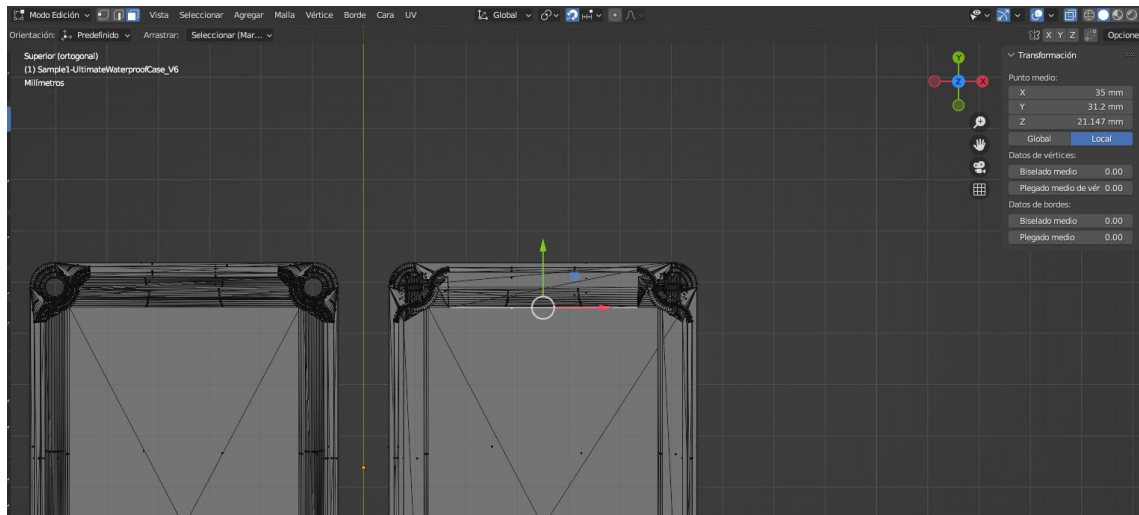 Modo Edición Vista Seleccionar Agregar Malla Vértice Borde Cara UV Global
Orientación: Predefinido Arrastrar: Seleccionar (Mar... X Y Z Opcione
Superior (ortogonal)
(1) Sample1-UltimateWaterproofCase_V6
Milímetros
Y
Z
X
Transformación
Punto medio:
X 35 mm
Y 31.2 mm
Z 21.147 mm
Global Local
Datos de vértices:
Biselado medio 0.00
Plegado medio de vér 0.00
Datos de bordes:
Biselado medio 0.00
Plegado medio 0.00